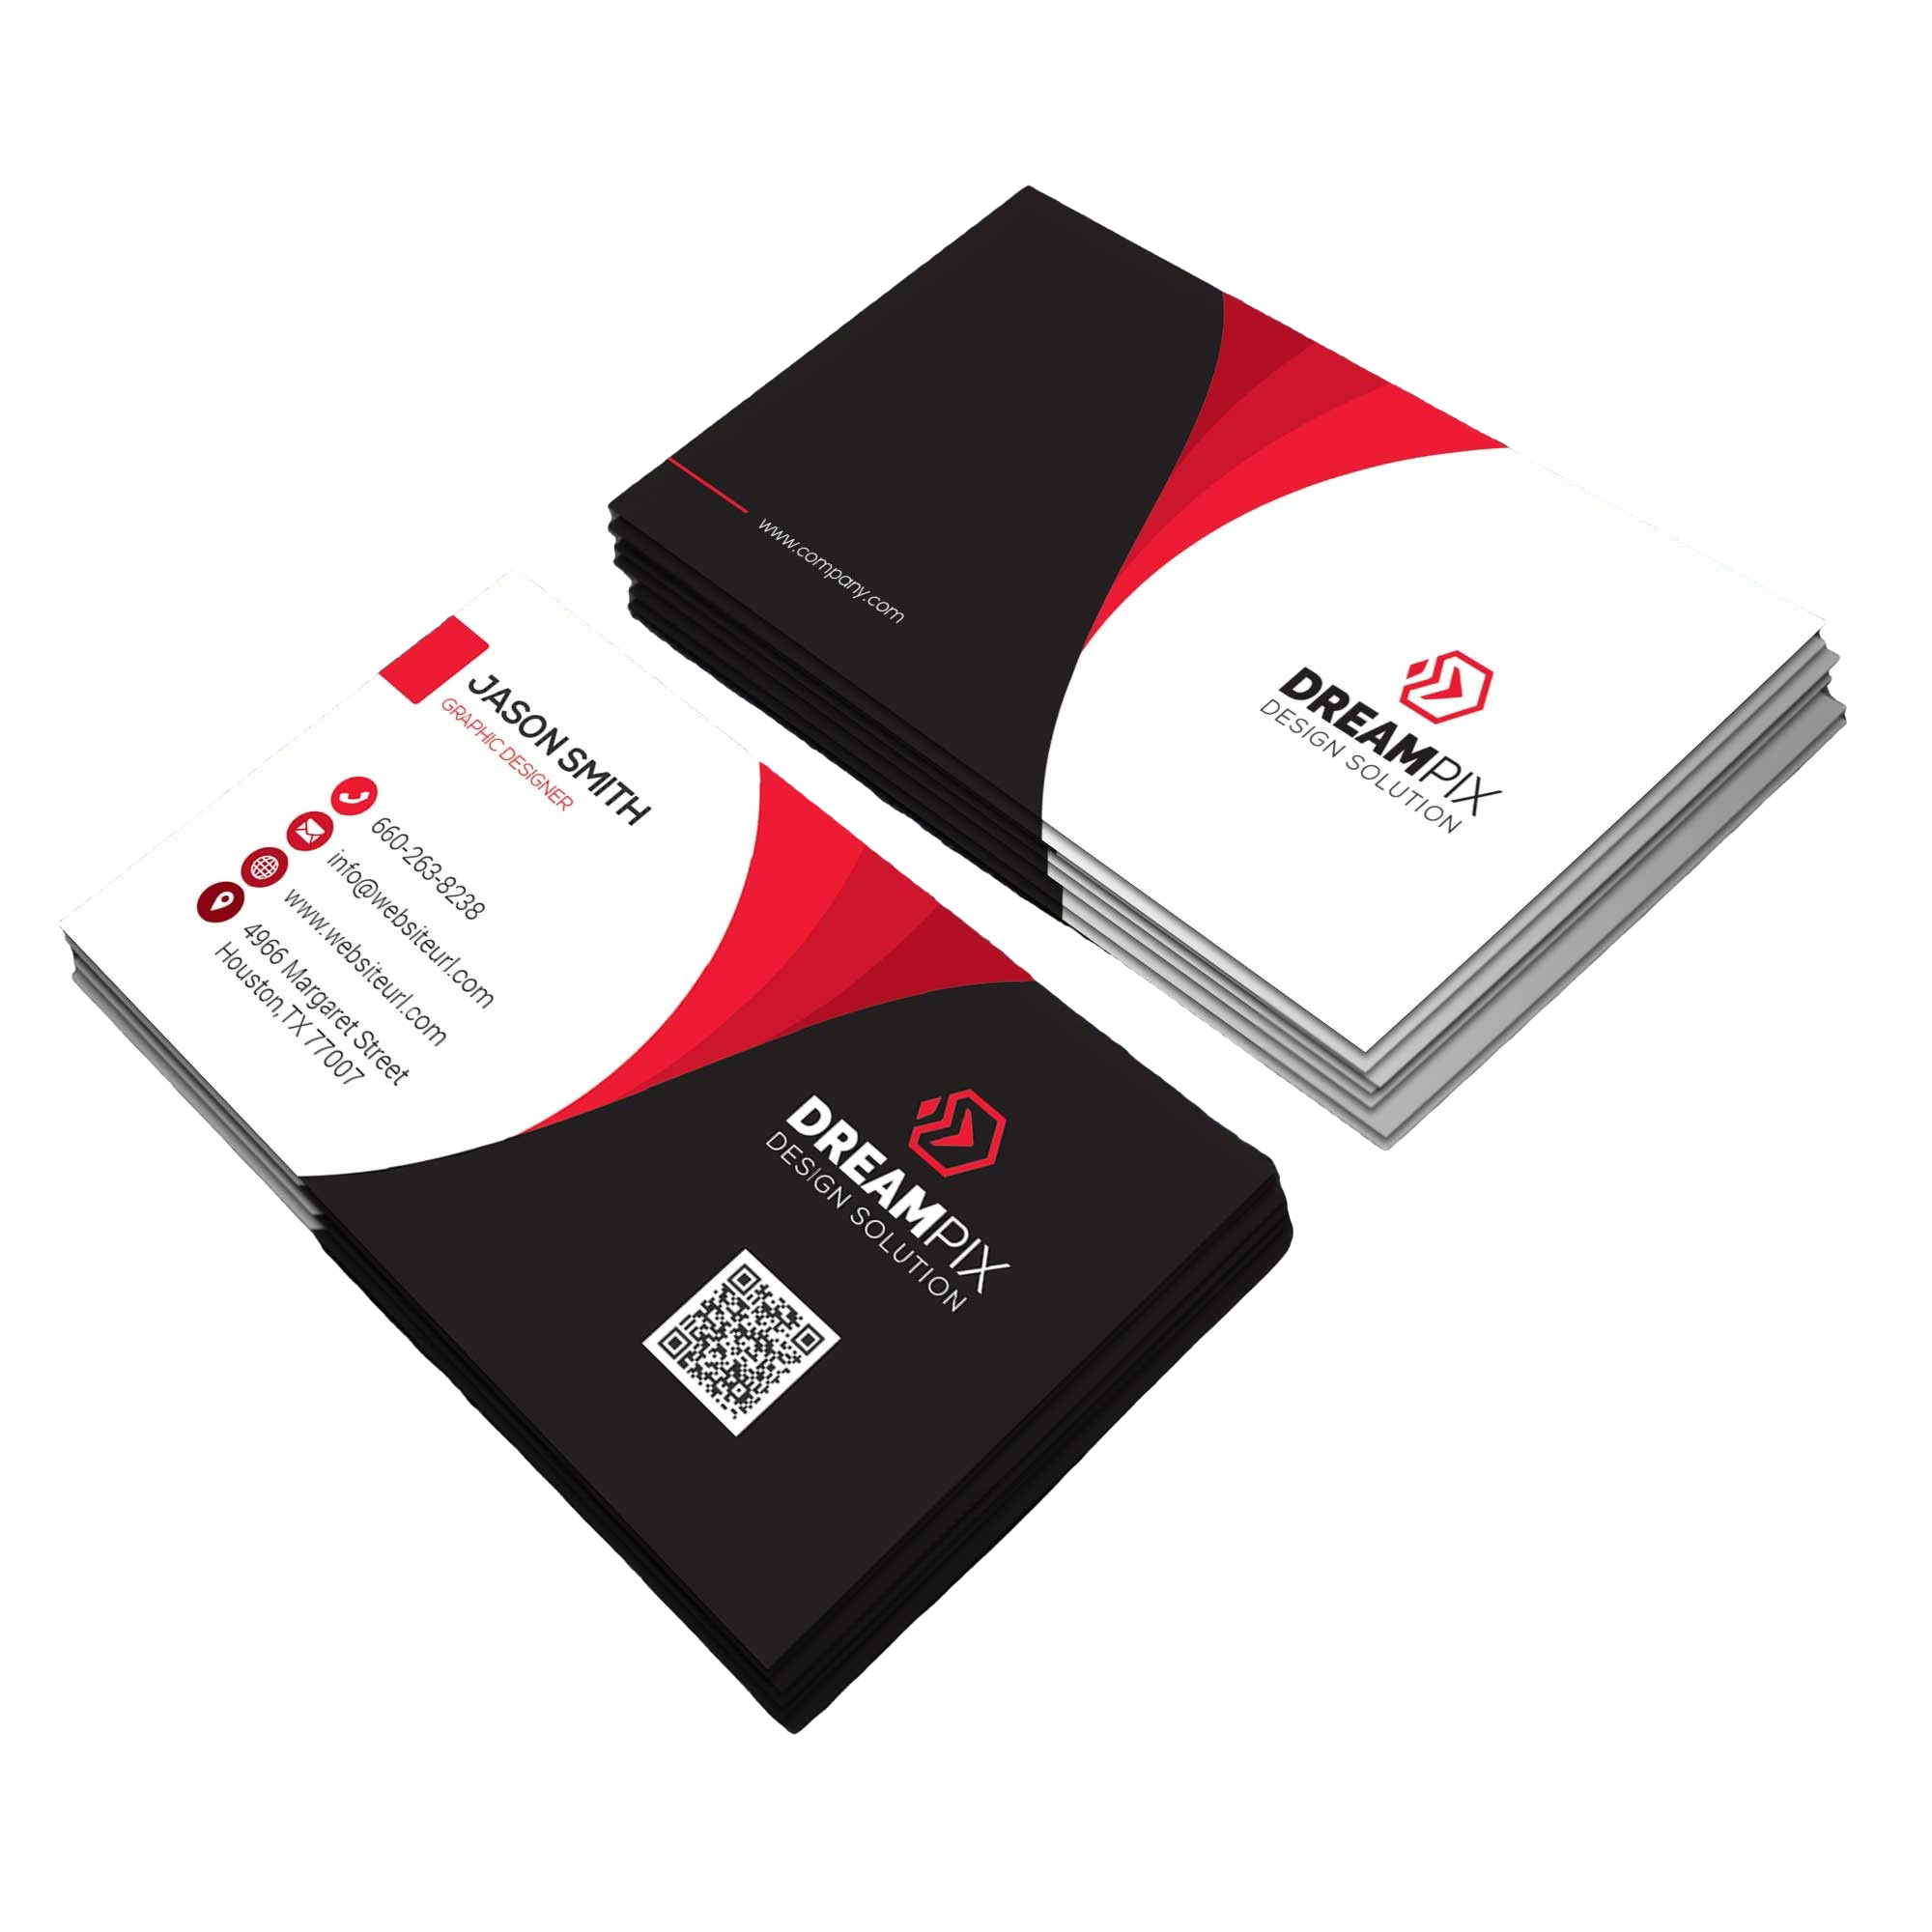 www.company.com
DREAMPIX
DESIGN SOLUTION
JASON SMITH
GRAPHIC DESIGNER
660-263-8238
info@websiteurl.com
www.websiteurl.com
4966 Margaret Street
Houston,TX 77007
DREAMPIX
DESIGN SOLUTION